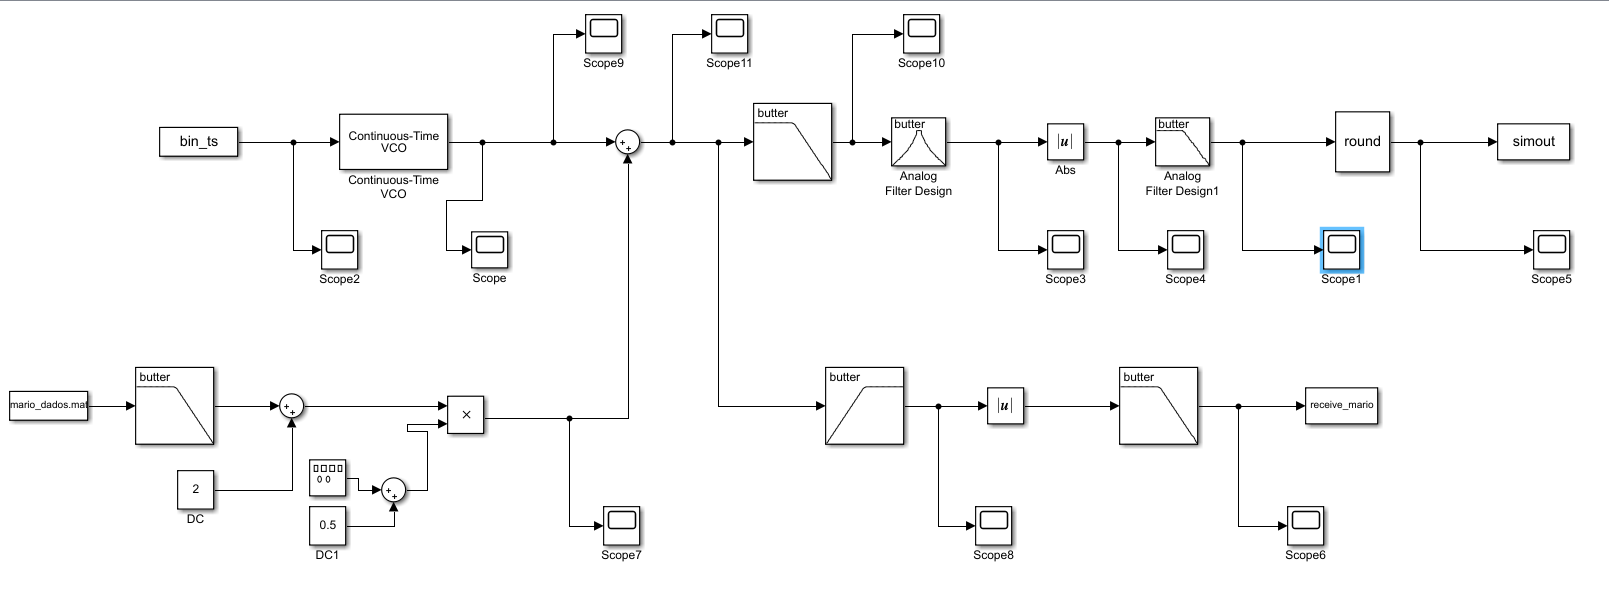 Scope9
Scope11
Scope10
bin_ts
Continuous-Time
VCO
Continuous-Time
VCO
+
+
butter
butter
Analog
Filter Design
|u|
Abs
butter
Analog
Filter Design1
round
simout
Scope2
Scope
Scope3
Scope4
Scope1
Scope5
mario_dados.mat
butter
+
+
×
2
DC
0 0
+
+
0.5
DC1
Scope7
butter
|u|
butter
receive_mario
Scope8
Scope6